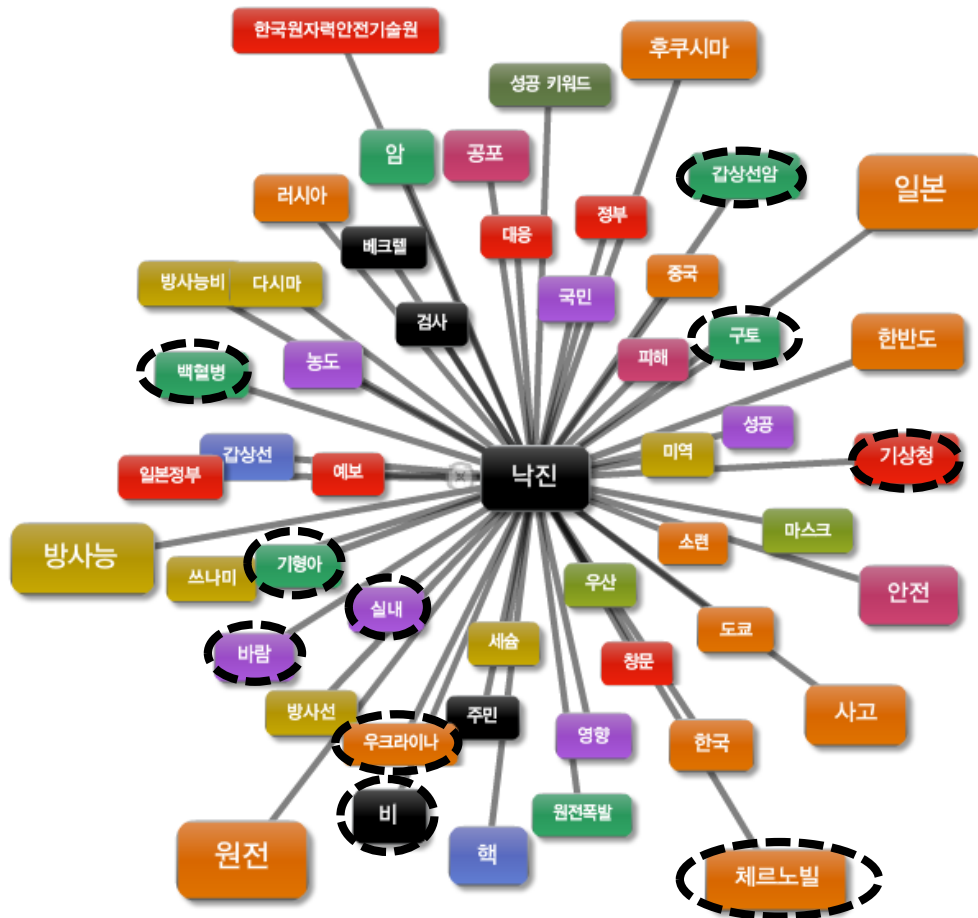 한국원자력안전기술원
후쿠시마
성공 키워드
암
공포
갑상선암
일본
러시아
정부
대응
베크렐
중국
방사능비
다시마
국민
검사
구토
한반도
피해
농도
백혈병
성공
갑상선
미역
기상청
일본정부
예보
낙진
마스크
소련
방사능
쓰나미
기형아
우산
안전
실내
도쿄
바람
세슘
창문
방사선
주민
사고
우크라이나
영향
한국
비
원전폭발
원전
핵
체르노빌